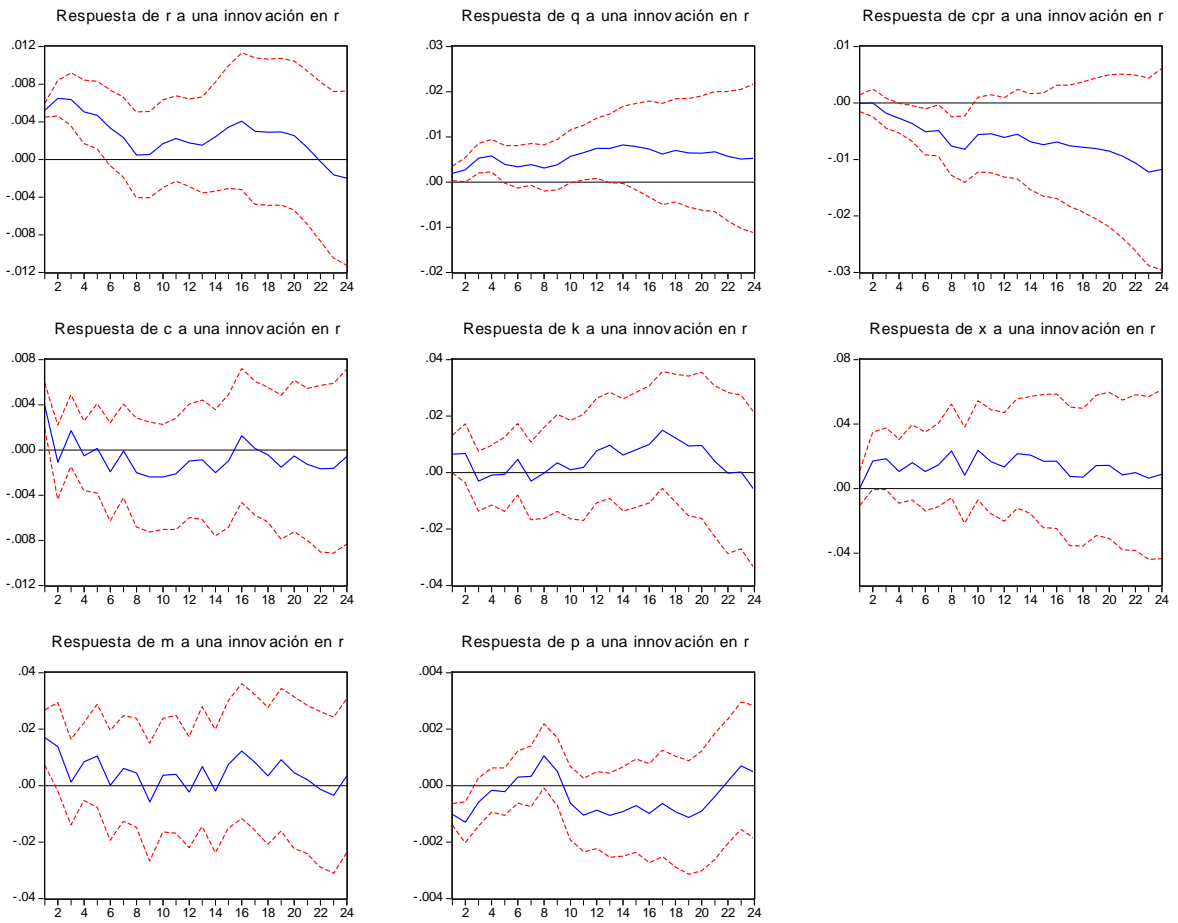 Respuesta de r a una innovación en r
.012
.008
.004
.000
-.004
-.008
-.012
2 4 6 8 10 12 14 16 18 20 22 24
Respuesta de q a una innovación en r
.03
.02
.01
.00
-.01
-.02
2 4 6 8 10 12 14 16 18 20 22 24
Respuesta de cpr a una innovación en r
.01
.00
-.01
-.02
-.03
2 4 6 8 10 12 14 16 18 20 22 24
Respuesta de c a una innovación en r
.008
.004
.000
-.004
-.008
-.012
2 4 6 8 10 12 14 16 18 20 22 24
Respuesta de k a una innovación en r
.04
.02
.00
-.02
-.04
2 4 6 8 10 12 14 16 18 20 22 24
Respuesta de x a una innovación en r
.08
.04
.00
-.04
2 4 6 8 10 12 14 16 18 20 22 24
Respuesta de m a una innovación en r
.04
.02
.00
-.02
-.04
2 4 6 8 10 12 14 16 18 20 22 24
Respuesta de p a una innovación en r
.004
.002
.000
-.002
-.004
2 4 6 8 10 12 14 16 18 20 22 24